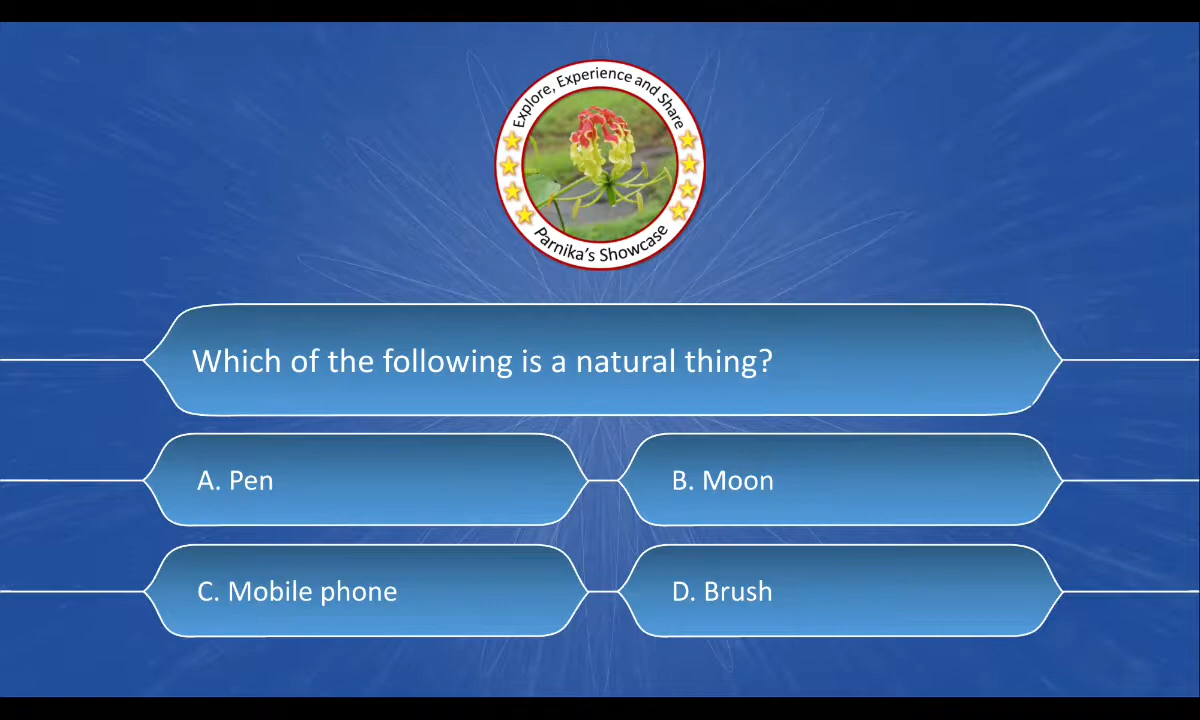 Explore, Experience and Share
Parnika's Showcase
Which of the following is a natural thing?
A. Pen
B. Moon
C. Mobile phone
D. Brush